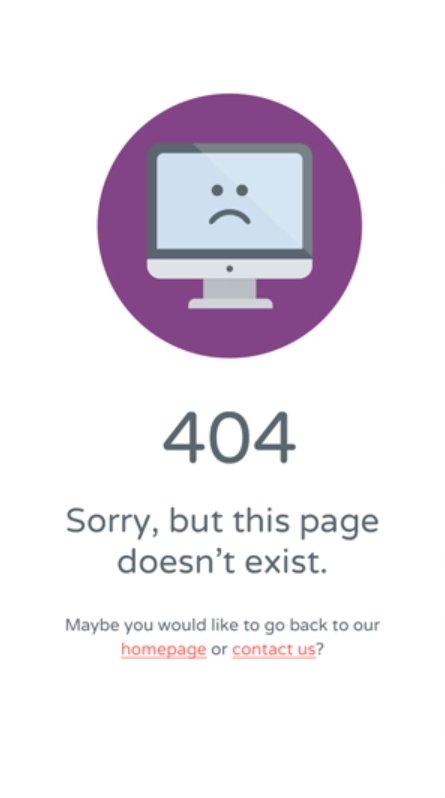 404
Sorry, but this page
doesn't exist.
Maybe you would like to go back to our
homepage or contact us?